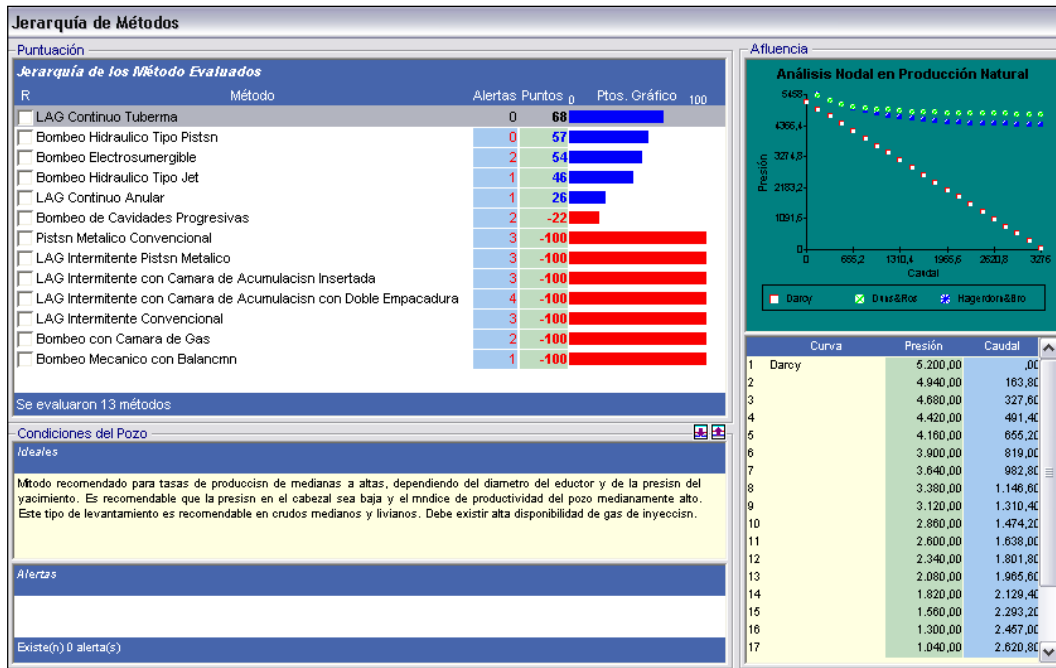 Jerarquía de Métodos
Puntuación
Jerarquía de los Método Evaluados
R Método Alertas Puntos 0 Ptos. Gráfico 100
LAG Continuo Tuberma 0 68
Bombeo Hidraulico Tipo Pistsn 0 57
Bombeo Electrosumergible 2 54
Bombeo Hidraulico Tipo Jet 1 46
LAG Continuo Anular 1 26
Bombeo de Cavidades Progresivas 2 -22
Pistsn Metalico Convencional 3 -100
LAG Intermitente Pistsn Metalico 3 -100
LAG Intermitente con Camara de Acumulacisn Insertada 3 -100
LAG Intermitente con Camara de Acumulacisn con Doble Empacadura 4 -100
LAG Intermitente Convencional 3 -100
Bombeo con Camara de Gas 2 -100
Bombeo Mecanico con Balancmn 1 -100
Se evaluaron 13 métodos
Condiciones del Pozo
Ideales
Mitodo recomendado para tasas de produccisn de medianas a altas, dependiendo del diametro del eductor y de la presisn del
yacimiento. Es recomendable que la presisn en el cabezal sea baja y el mndice de productividad del pozo medianamente alto.
Este tipo de levantamiento es recomendable en crudos medianos y livianos. Debe existir alta disponibilidad de gas de inyeccisn.
Alertas
Existe(n) 0 alerta(s)
Afluencia
Análisis Nodal en Producción Natural
Presión
5458
4366,4
3274,8
2183,2
1091,6
0
0 655,2 1310,4 1965,6 2620,8 3276
Caudal
Darcy Duns&Ros Hagerdorn&Bro
Curva Presión Caudal
1 Darcy 5.200,00 ,00
2 4.940,00 163,80
3 4.680,00 327,60
4 4.420,00 491,40
5 4.160,00 655,20
6 3.900,00 819,00
7 3.640,00 982,80
8 3.380,00 1.146,60
9 3.120,00 1.310,40
10 2.860,00 1.474,20
11 2.600,00 1.638,00
12 2.340,00 1.801,80
13 2.080,00 1.965,60
14 1.820,00 2.129,40
15 1.560,00 2.293,20
16 1.300,00 2.457,00
17 1.040,00 2.620,80